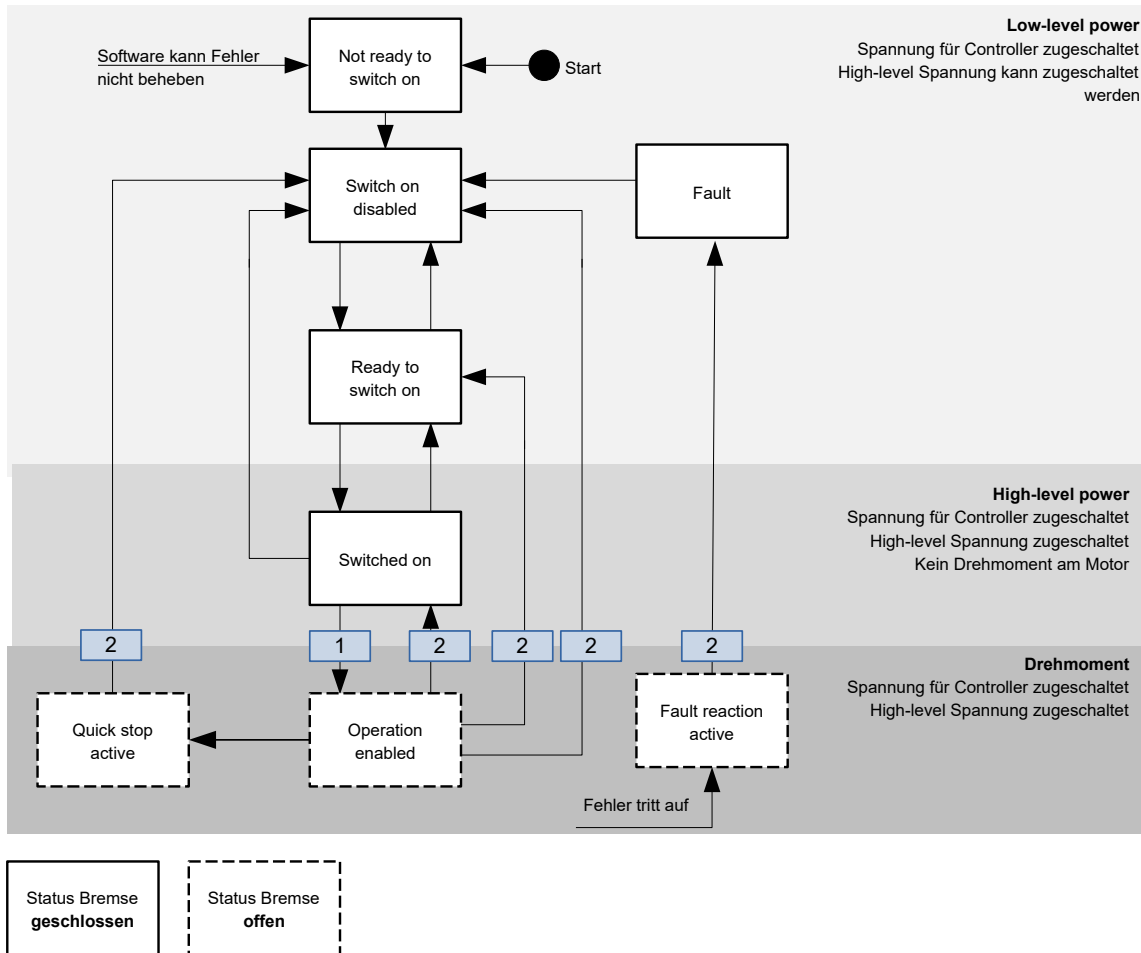 Low-level power
Spannung für Controller zugeschaltet
High-level Spannung kann zugeschaltet
werden
Software kann Fehler
nicht beheben
Not ready to
switch on
Start
Switch on
disabled
Fault
Ready to
switch on
High-level power
Spannung für Controller zugeschaltet
High-level Spannung zugeschaltet
Kein Drehmoment am Motor
Switched on
2
1
2
2
2
2
Drehmoment
Spannung für Controller zugeschaltet
High-level Spannung zugeschaltet
Quick stop
active
Operation
enabled
Fault reaction
active
Fehler tritt auf
Status Bremse
geschlossen
Status Bremse
offen